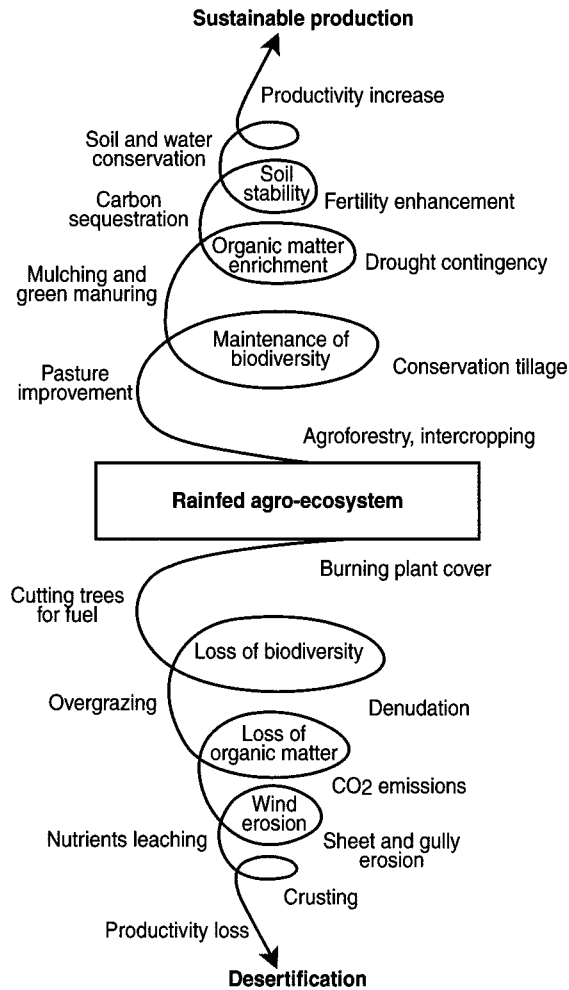 Sustainable production
Productivity increase
Soil and water
conservation
Soil
stability
Fertility enhancement
Carbon
sequestration
Organic matter
enrichment
Drought contingency
Mulching and
green manuring
Maintenance of
biodiversity
Conservation tillage
Pasture
improvement
Agroforestry, intercropping
Rainfed agro-ecosystem
Burning plant cover
Cutting trees
for fuel
Loss of biodiversity
Overgrazing
Denudation
Loss of
organic matter
CO2 emissions
Wind
erosion
Nutrients leaching
Sheet and gully
erosion
Crusting
Productivity loss
Desertification